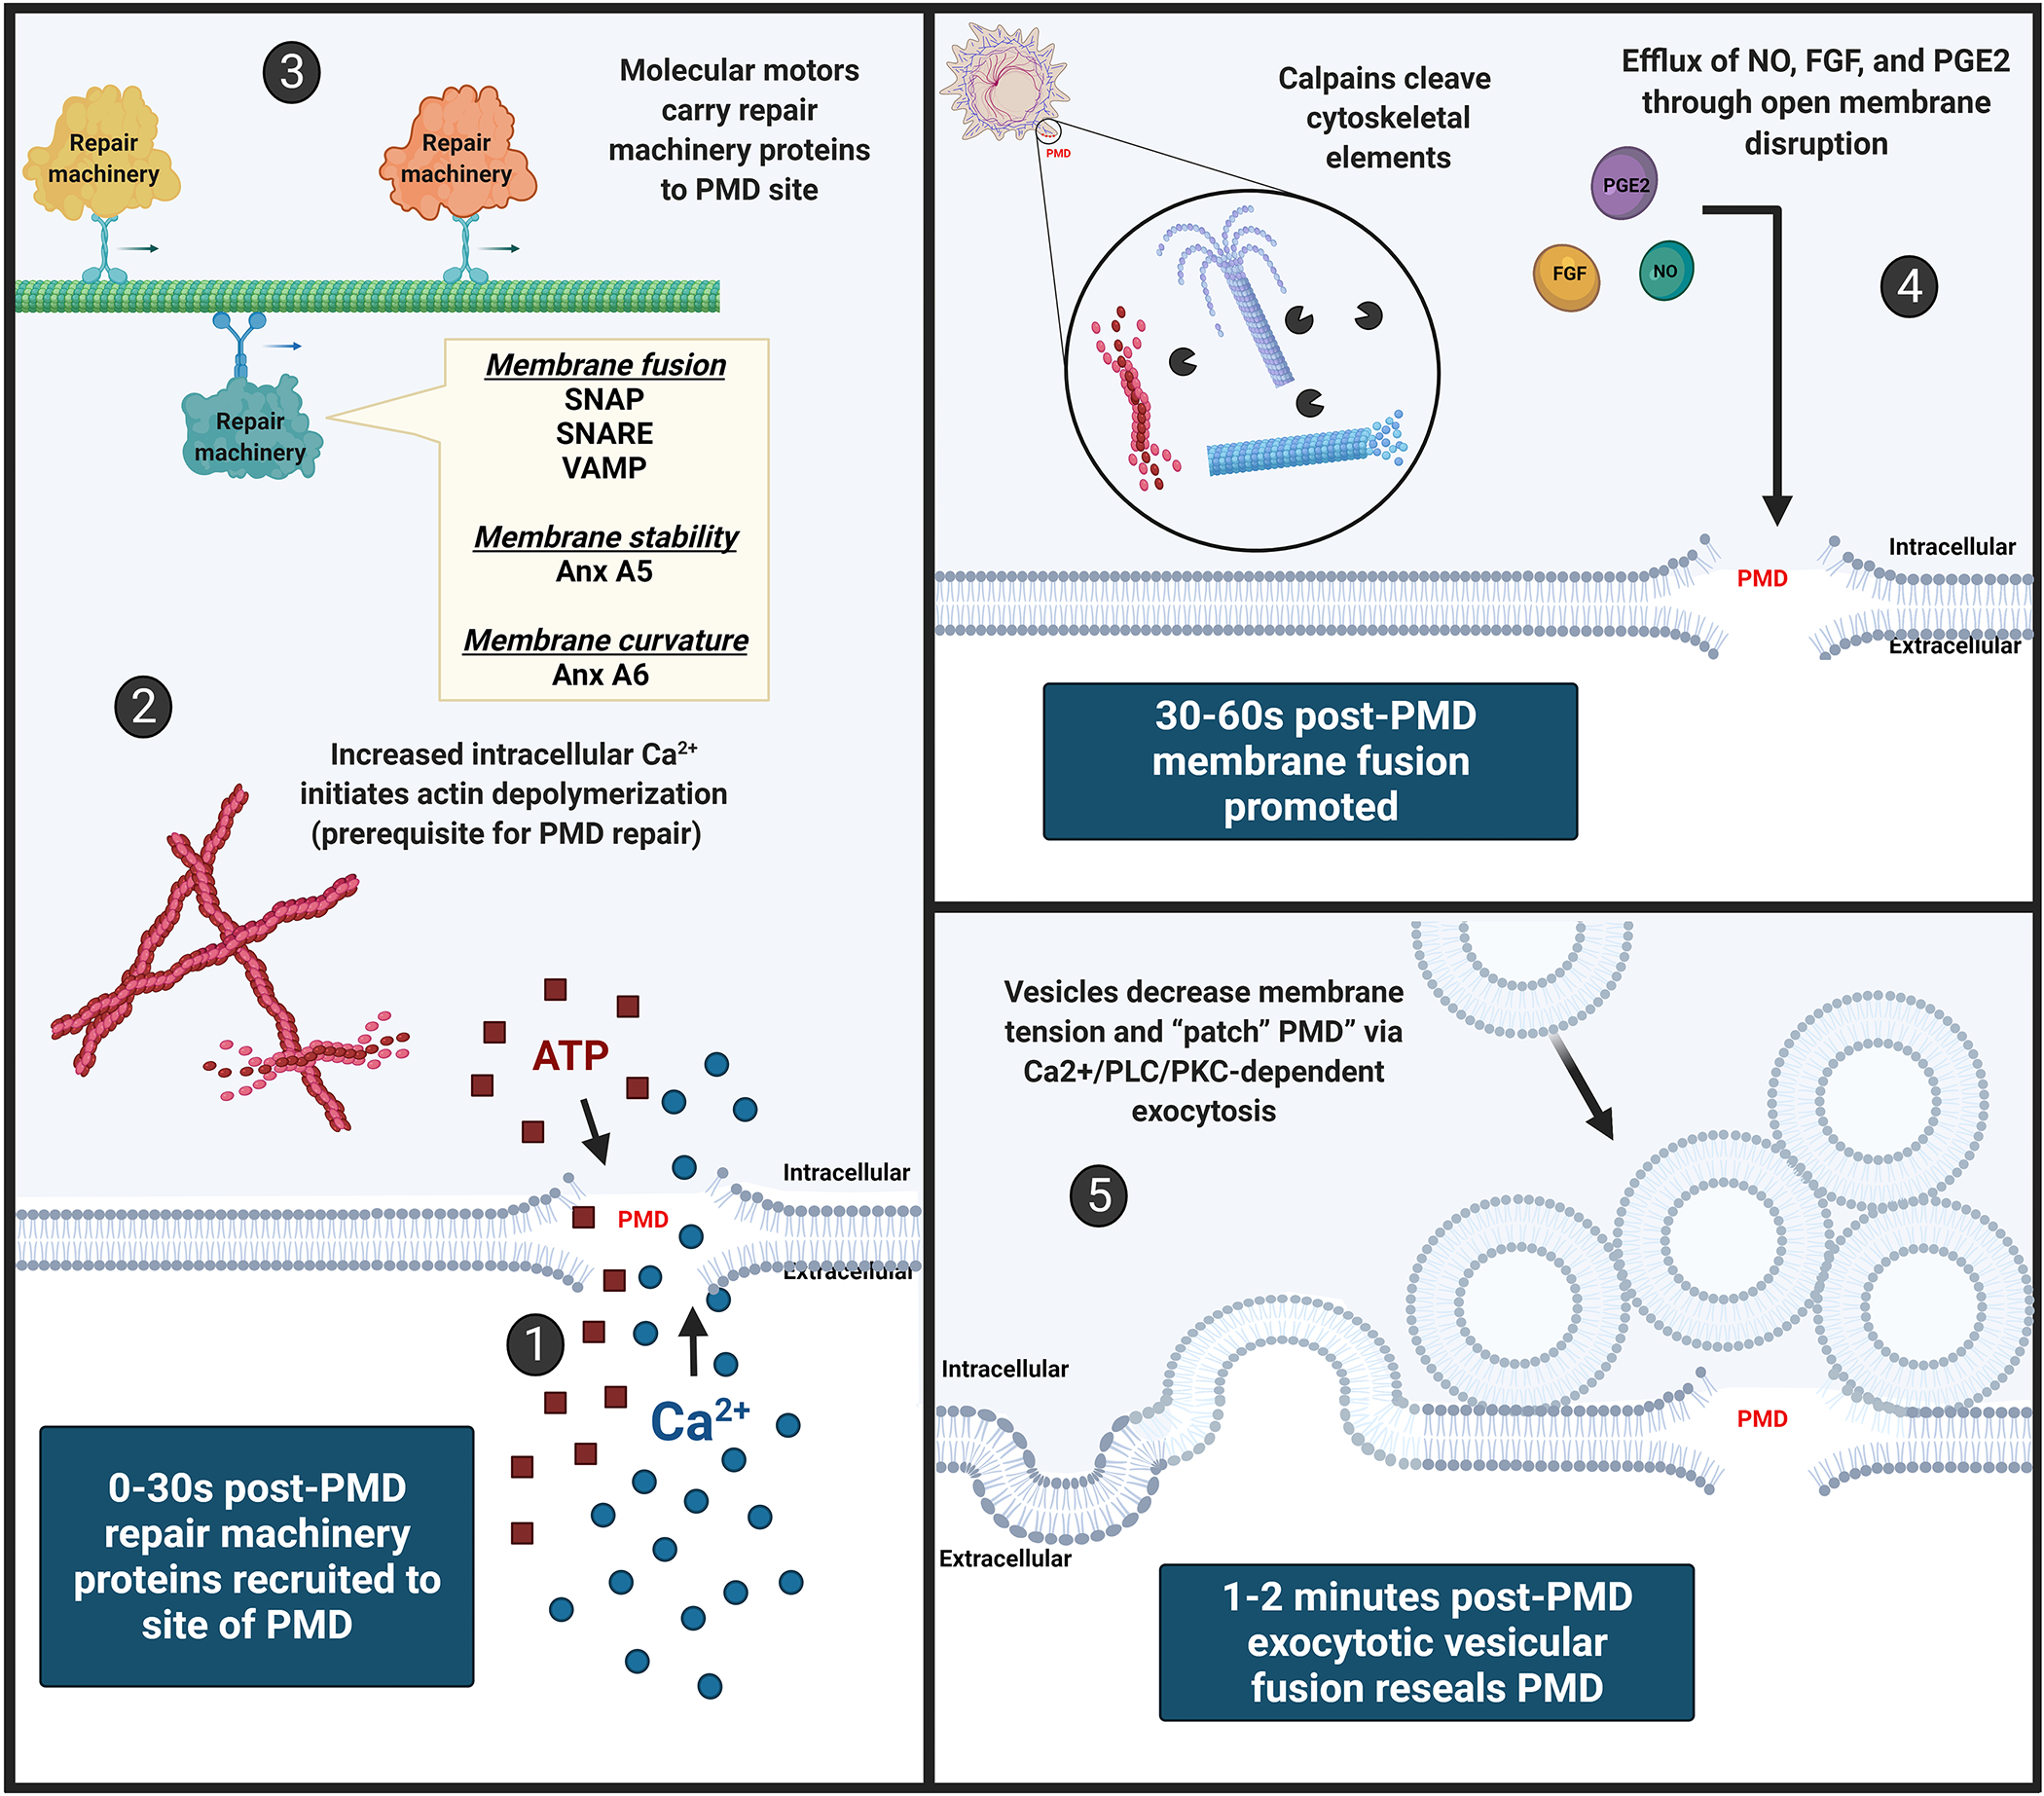 3
Molecular motors
carry repair
machinery proteins
to PMD site
Repair
machinery
Repair
machinery
Repair
machinery
Membrane fusion
SNAP
SNARE
VAMP
Membrane stability
Anx A5
Membrane curvature
Anx A6
2
Increased intracellular Ca²⁺
initiates actin depolymerization
(prerequisite for PMD repair)
ATP
Intracellular
PMD
Extracellular
1
Ca²⁺
0-30s post-PMD
repair machinery
proteins recruited to
site of PMD
PMD
Calpains cleave
cytoskeletal
elements
Efflux of NO, FGF, and PGE2
through open membrane
disruption
PGE2
FGF
NO
4
Intracellular
PMD
Extracellular
30-60s post-PMD
membrane fusion
promoted
Vesicles decrease membrane
tension and “patch” PMD” via
Ca2+/PLC/PKC-dependent
exocytosis
5
Intracellular
PMD
Extracellular
1-2 minutes post-PMD
exocytotic vesicular
fusion reseals PMD